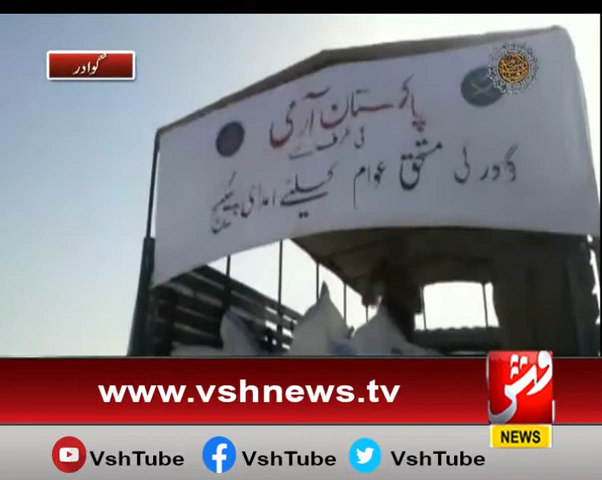 گوادر
پاکستان آرمی
کی طرف سے
گوادر کی مستحق عوام کیلئے امدادی پیکیج
www.vshnews.tv
وش
NEWS
VshTube VshTube VshTube